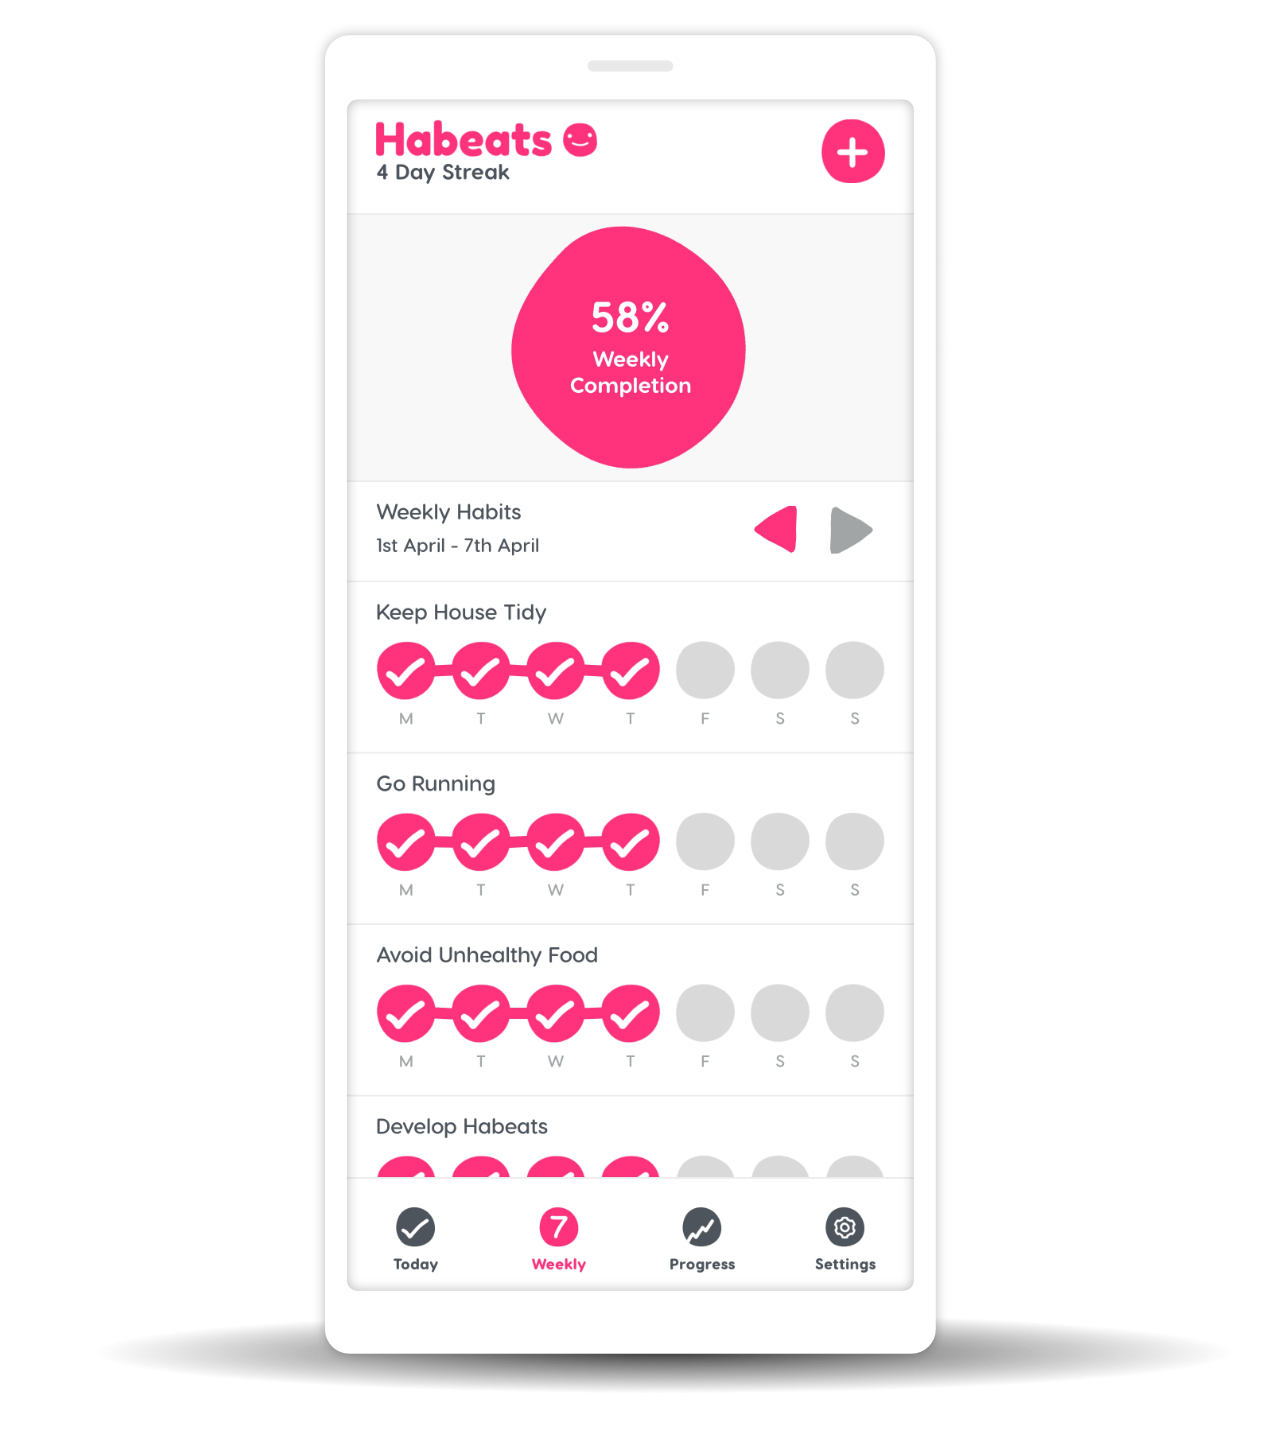 Habeats
4 Day Streak
58%
Weekly
Completion
Weekly Habits
1st April - 7th April
Keep House Tidy
M T W T F S S
Go Running
M T W T F S S
Avoid Unhealthy Food
M T W T F S S
Develop Habeats
7
Today Weekly Progress Settings